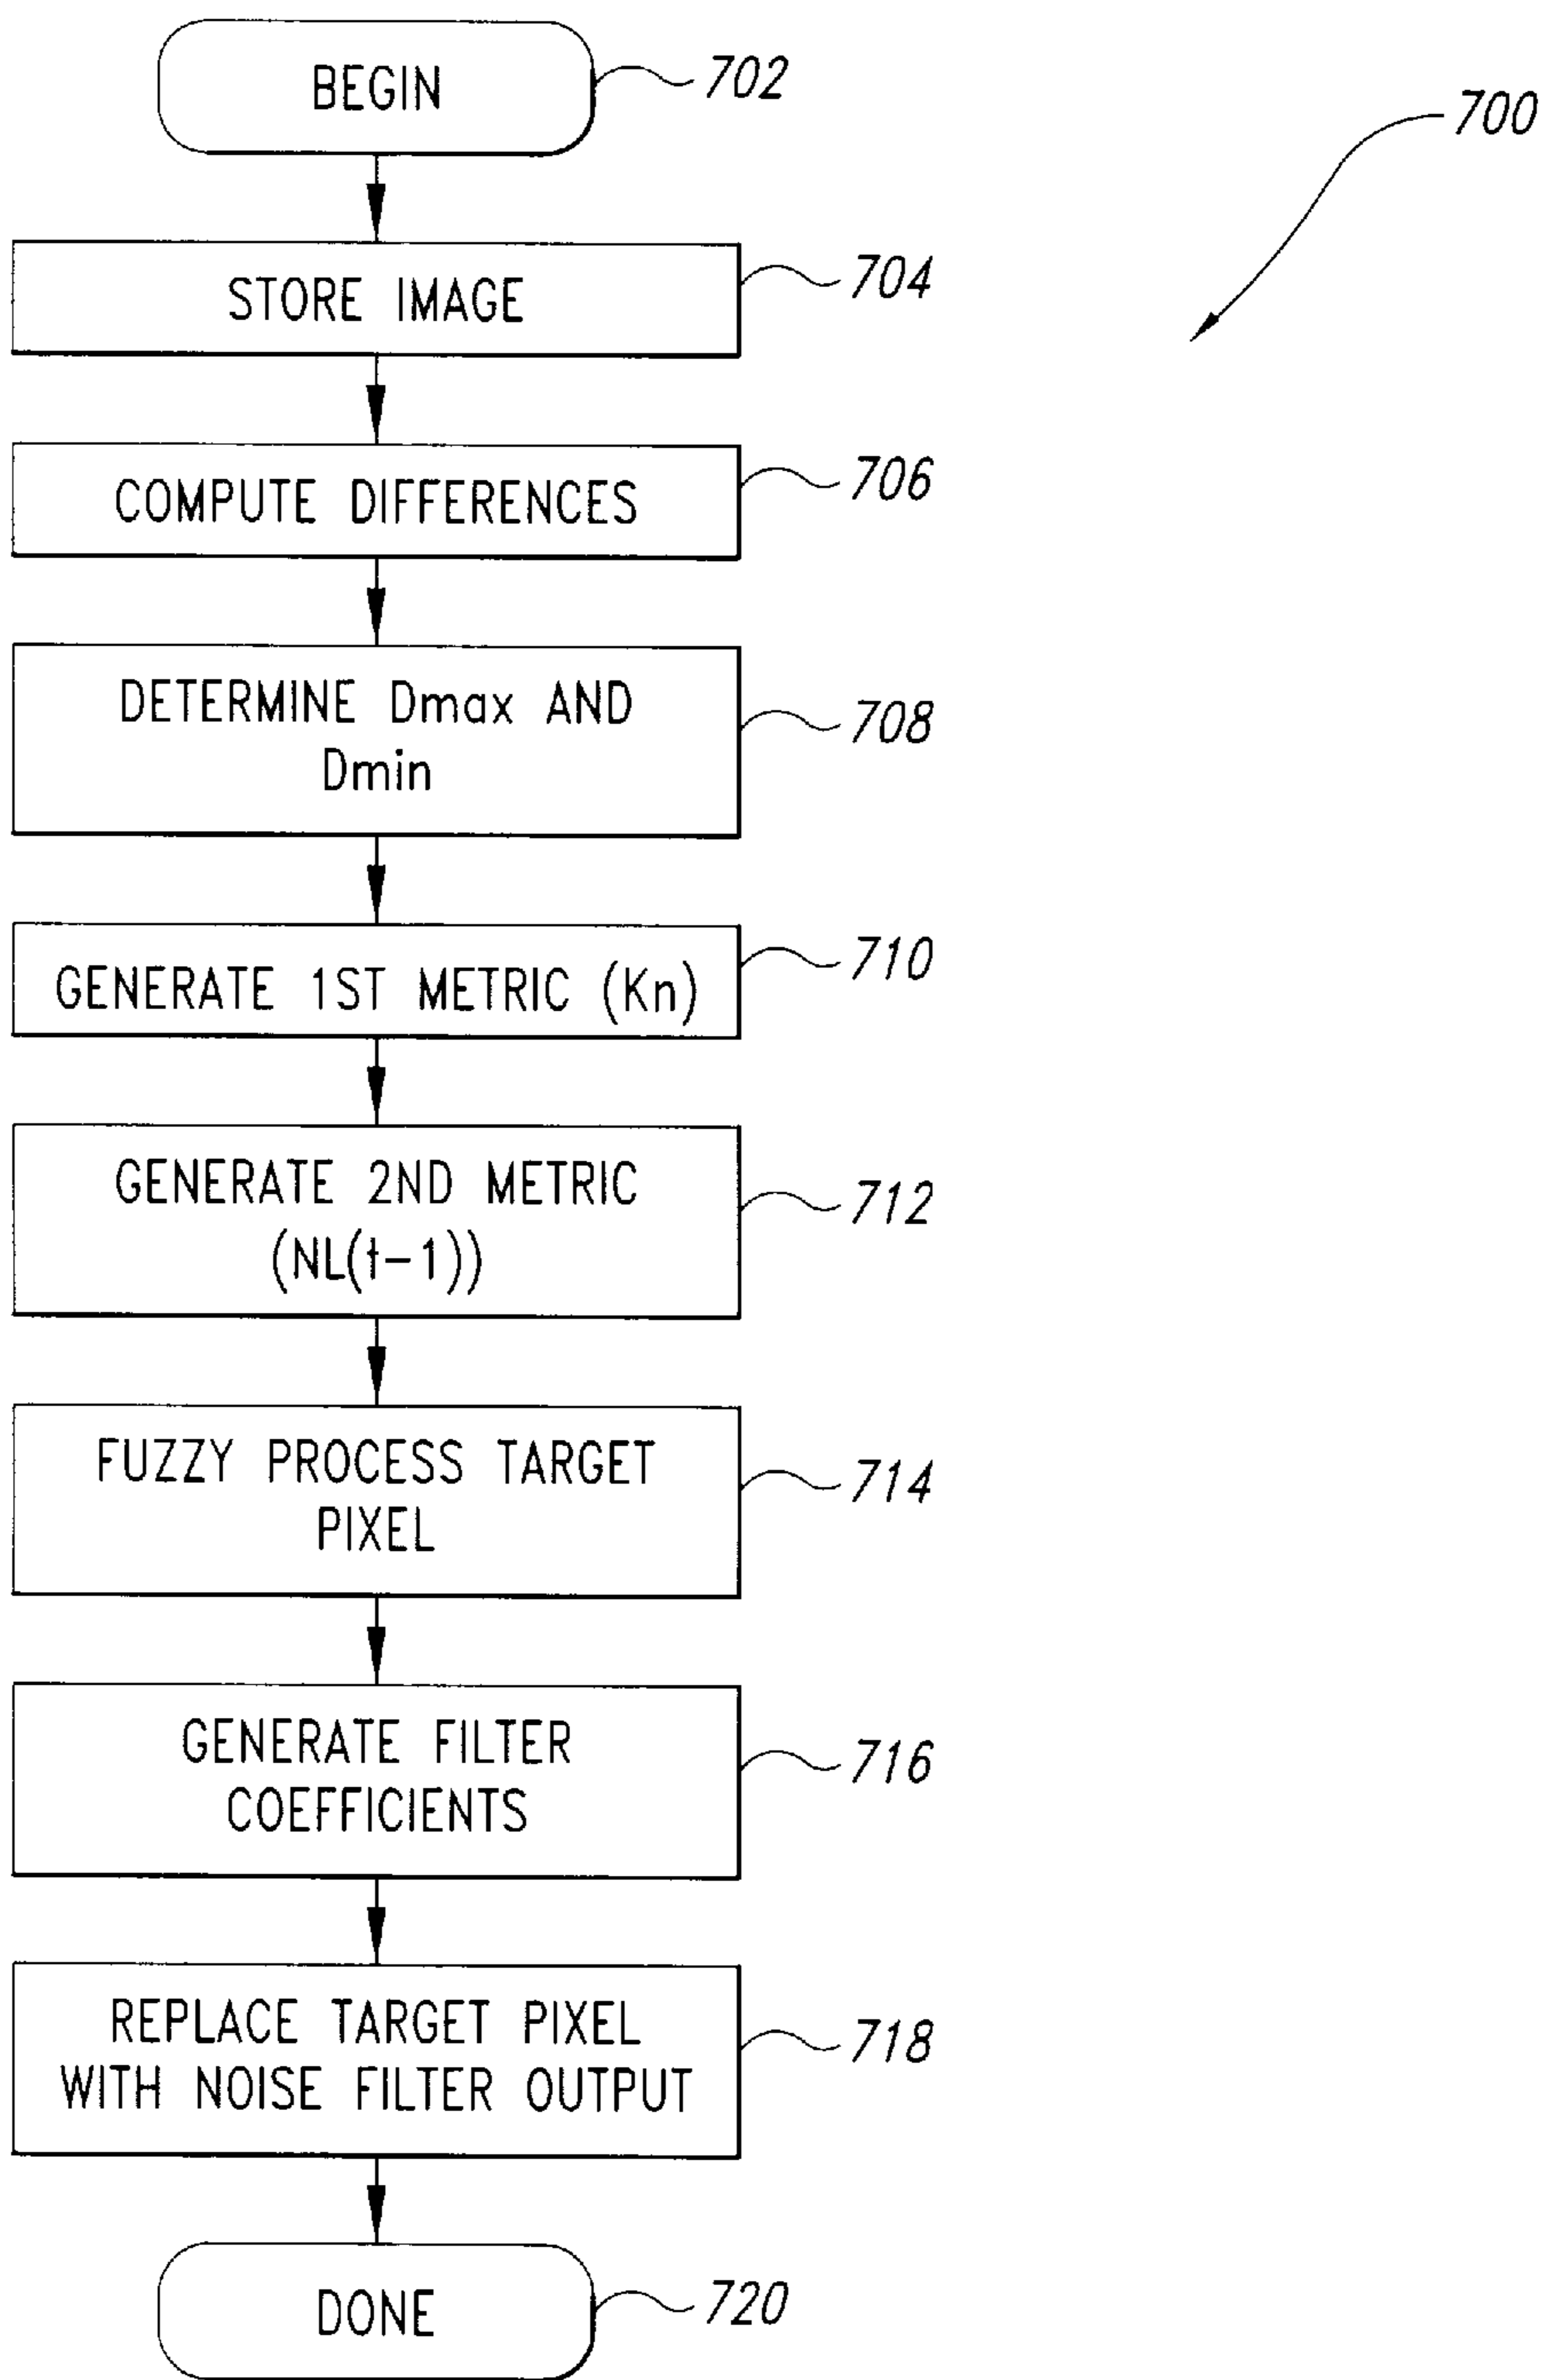 BEGIN
702
700
STORE IMAGE
704
COMPUTE DIFFERENCES
706
DETERMINE Dmax AND
Dmin
708
GENERATE 1ST METRIC (Kn)
710
GENERATE 2ND METRIC
(NL(t-1))
712
FUZZY PROCESS TARGET
PIXEL
714
GENERATE FILTER
COEFFICIENTS
716
REPLACE TARGET PIXEL
WITH NOISE FILTER OUTPUT
718
DONE
720